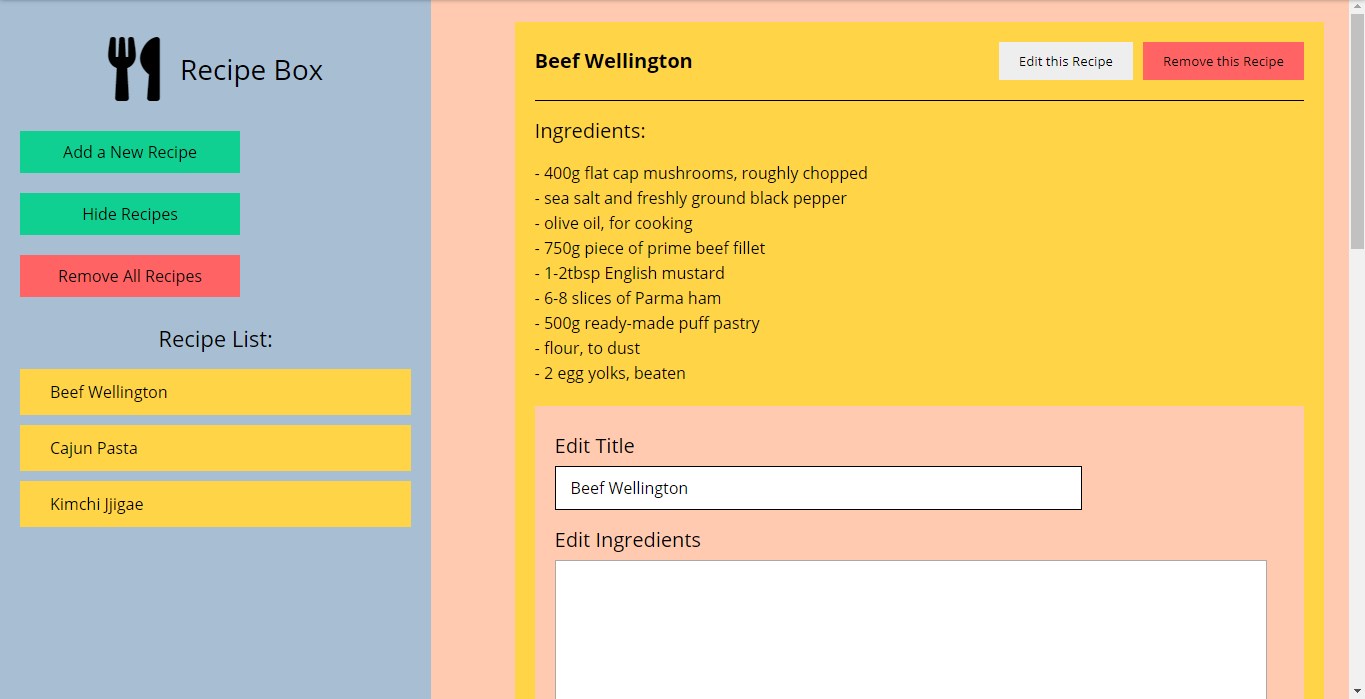 Recipe Box
Add a New Recipe
Hide Recipes
Remove All Recipes
Recipe List:
Beef Wellington
Cajun Pasta
Kimchi Jjigae
Beef Wellington
Edit this Recipe
Remove this Recipe
Ingredients:
- 400g flat cap mushrooms, roughly chopped
- sea salt and freshly ground black pepper
- olive oil, for cooking
- 750g piece of prime beef fillet
- 1-2tbsp English mustard
- 6-8 slices of Parma ham
- 500g ready-made puff pastry
- flour, to dust
- 2 egg yolks, beaten
Edit Title
Beef Wellington
Edit Ingredients